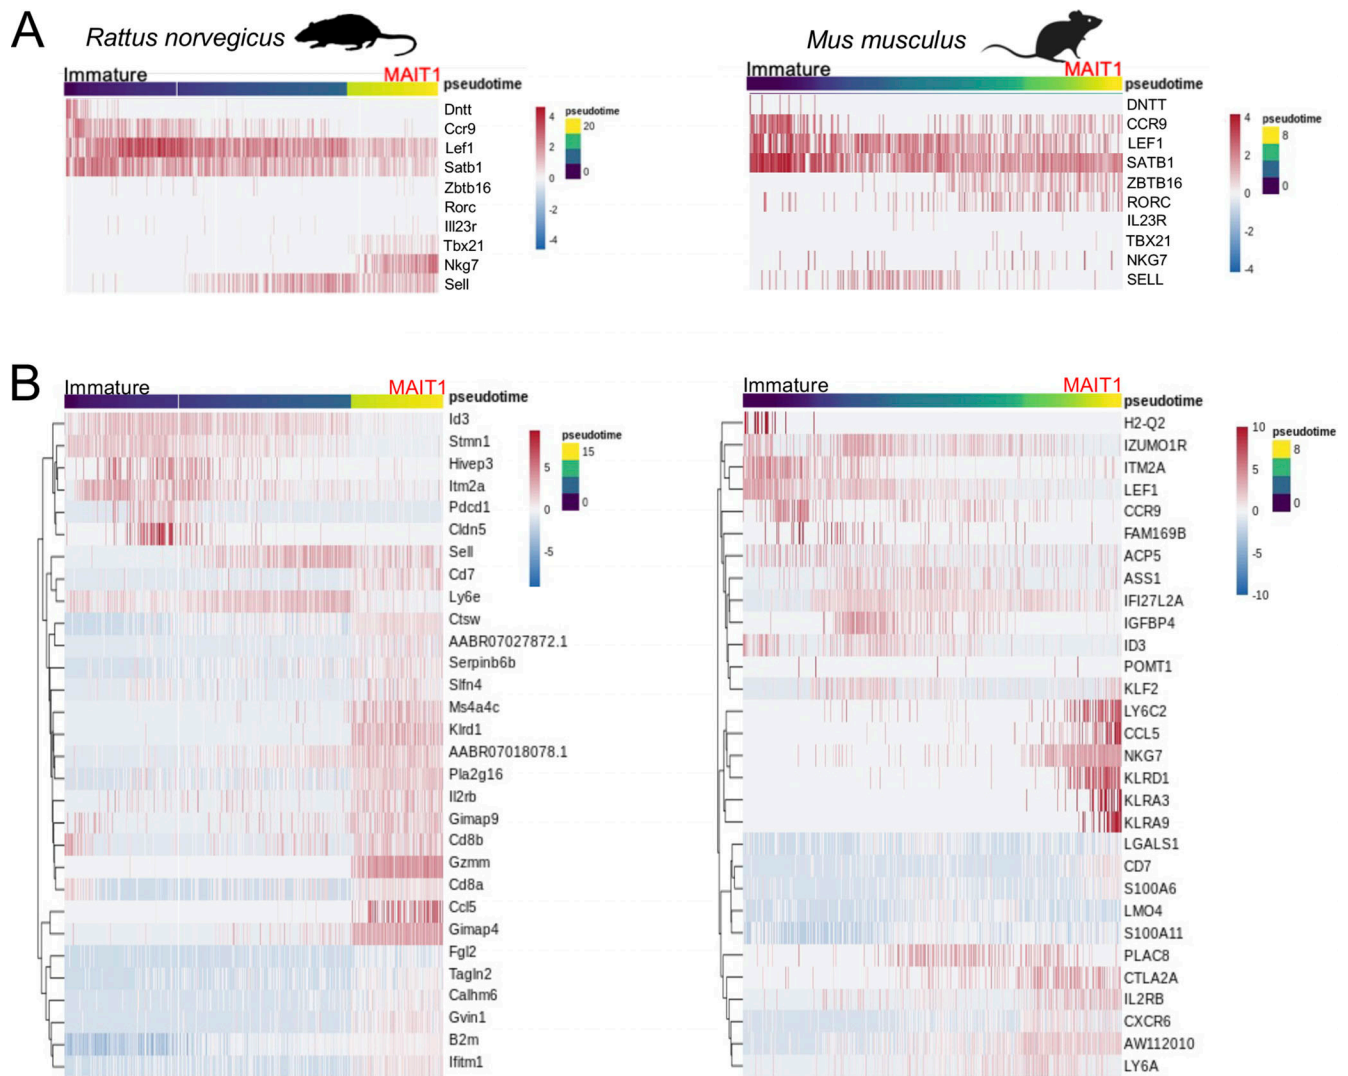 A
Rattus norvegicus
Mus musculus
Immature
MAIT1
pseudotime
Dntt
Ccr9
Lef1
Satb1
Zbtb16
Rorc
Ill23r
Tbx21
Nkg7
Sell
4
2
0
-2
-4
pseudotime
20
0
Immature
MAIT1
pseudotime
DNTT
CCR9
LEF1
SATB1
ZBTB16
RORC
IL23R
TBX21
NKG7
SELL
4
2
0
-2
-4
pseudotime
8
0
B
Immature
MAIT1
pseudotime
Id3
Stmn1
Hivep3
Itm2a
Pdcd1
Cldn5
Sell
Cd7
Ly6e
Ctsw
AABR07027872.1
Serpinb6b
Slfn4
Ms4a4c
Klrd1
AABR07018078.1
Pla2g16
Il2rb
Gimap9
Cd8b
Gzmm
Cd8a
Ccl5
Gimap4
Fgl2
Tagln2
Calhm6
Gvin1
B2m
Ifitm1
5
0
-5
pseudotime
15
0
Immature
MAIT1
pseudotime
H2-Q2
IZUMO1R
ITM2A
LEF1
CCR9
FAM169B
ACP5
ASS1
IFI27L2A
IGFBP4
ID3
POMT1
KLF2
LY6C2
CCL5
NKG7
KLRD1
KLRA3
KLRA9
LGALS1
CD7
S100A6
LMO4
S100A11
PLAC8
CTLA2A
IL2RB
CXCR6
AW112010
LY6A
10
5
0
-5
-10
pseudotime
8
0